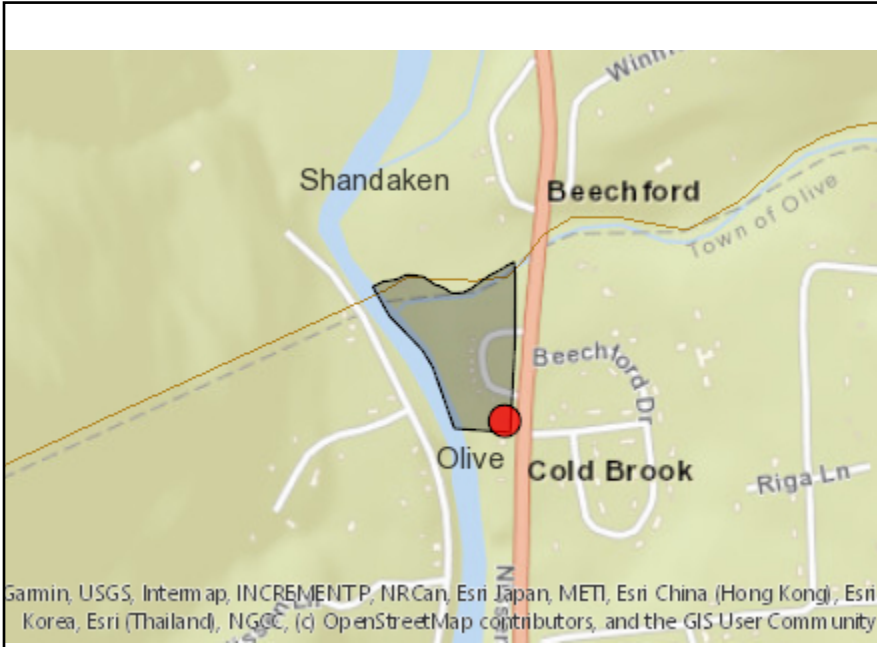 Winn
Shandaken
Beechford
Town of Olive
Beechford Dr
Olive
Cold Brook
Riga Ln
Garmin, USGS, Intermap, INCREMENT P, NRCan, Esri Japan, METI, Esri China (Hong Kong), Esri
Korea, Esri (Thailand), NGCC, (c) OpenStreetMap contributors, and the GIS User Community